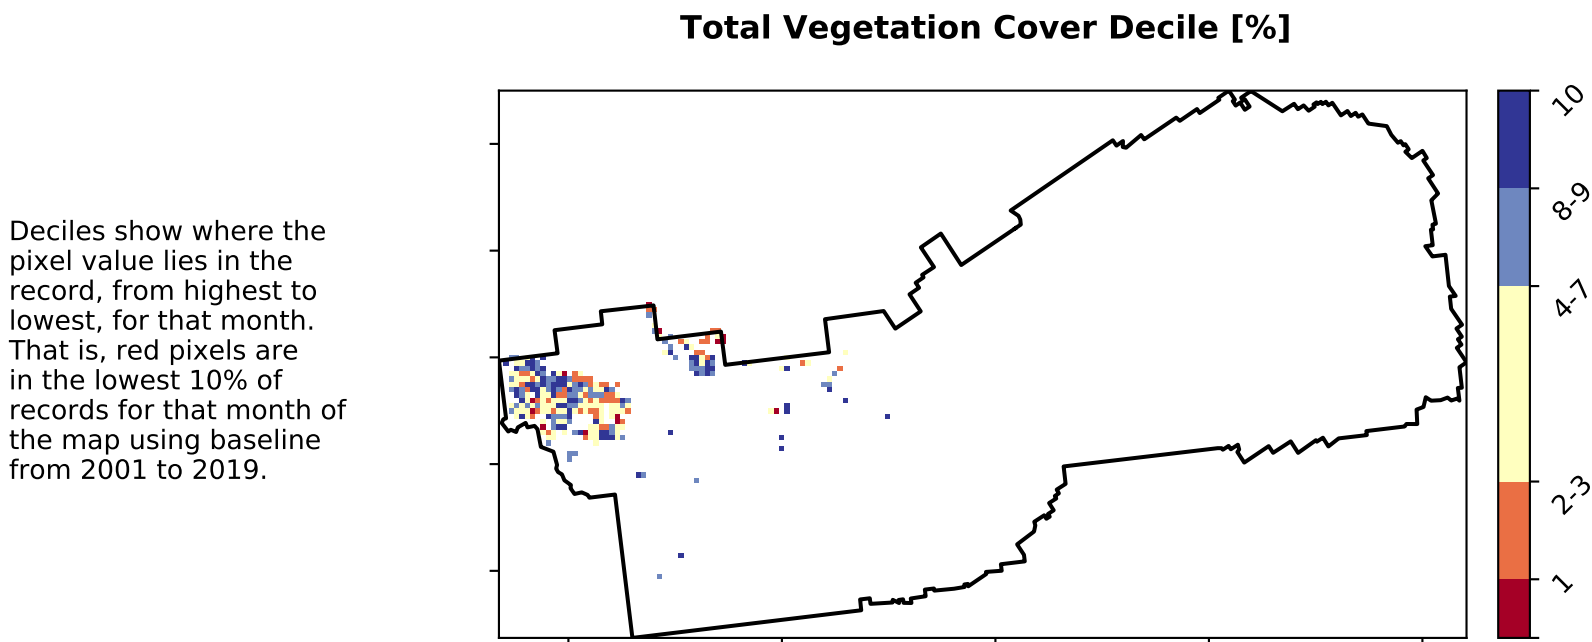 Total Vegetation Cover Decile [%]
Deciles show where the
pixel value lies in the
record, from highest to
lowest, for that month.
That is, red pixels are
in the lowest 10% of
records for that month of
the map using baseline
from 2001 to 2019.
10
8-9
4-7
2-3
1